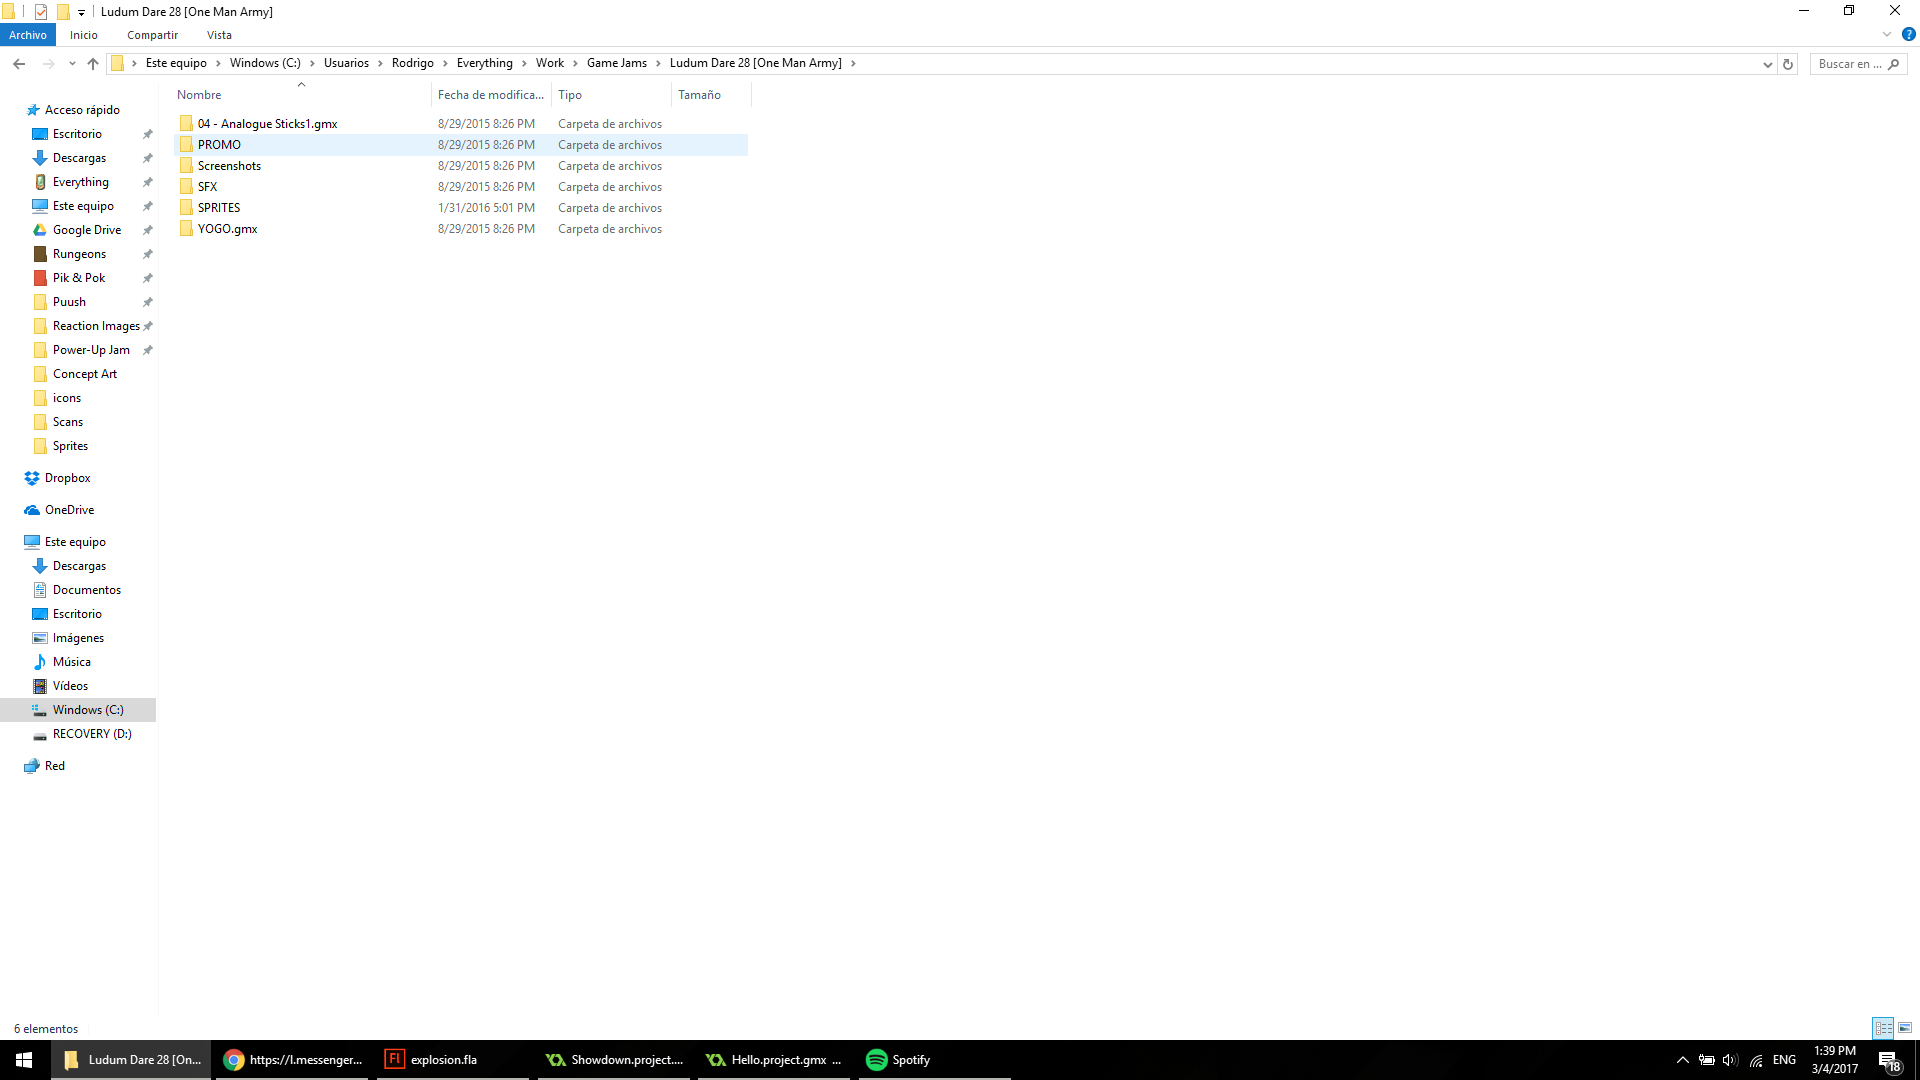 Ludum Dare 28 [One Man Army]
Archivo Inicio Compartir Vista
Este equipo Windows (C:) Usuarios Rodrigo Everything Work Game Jams Ludum Dare 28 [One Man Army] Buscar en ...
Nombre Fecha de modifica... Tipo Tamaño
04 - Analogue Sticks1.gmx 8/29/2015 8:26 PM Carpeta de archivos
PROMO 8/29/2015 8:26 PM Carpeta de archivos
Screenshots 8/29/2015 8:26 PM Carpeta de archivos
SFX 8/29/2015 8:26 PM Carpeta de archivos
SPRITES 1/31/2016 5:01 PM Carpeta de archivos
YOGO.gmx 8/29/2015 8:26 PM Carpeta de archivos
Acceso rápido
Escritorio
Descargas
Everything
Este equipo
Google Drive
Rungeons
Pik & Pok
Puush
Reaction Images
Power-Up Jam
Concept Art
icons
Scans
Sprites
Dropbox
OneDrive
Este equipo
Descargas
Documentos
Escritorio
Imágenes
Música
Vídeos
Windows (C:)
RECOVERY (D:)
Red
6 elementos
Ludum Dare 28 [On... https://l.messenger... Fl explosion.fla Showdown.project.... Hello.project.gmx ... Spotify ENG 1:39 PM 18
3/4/2017